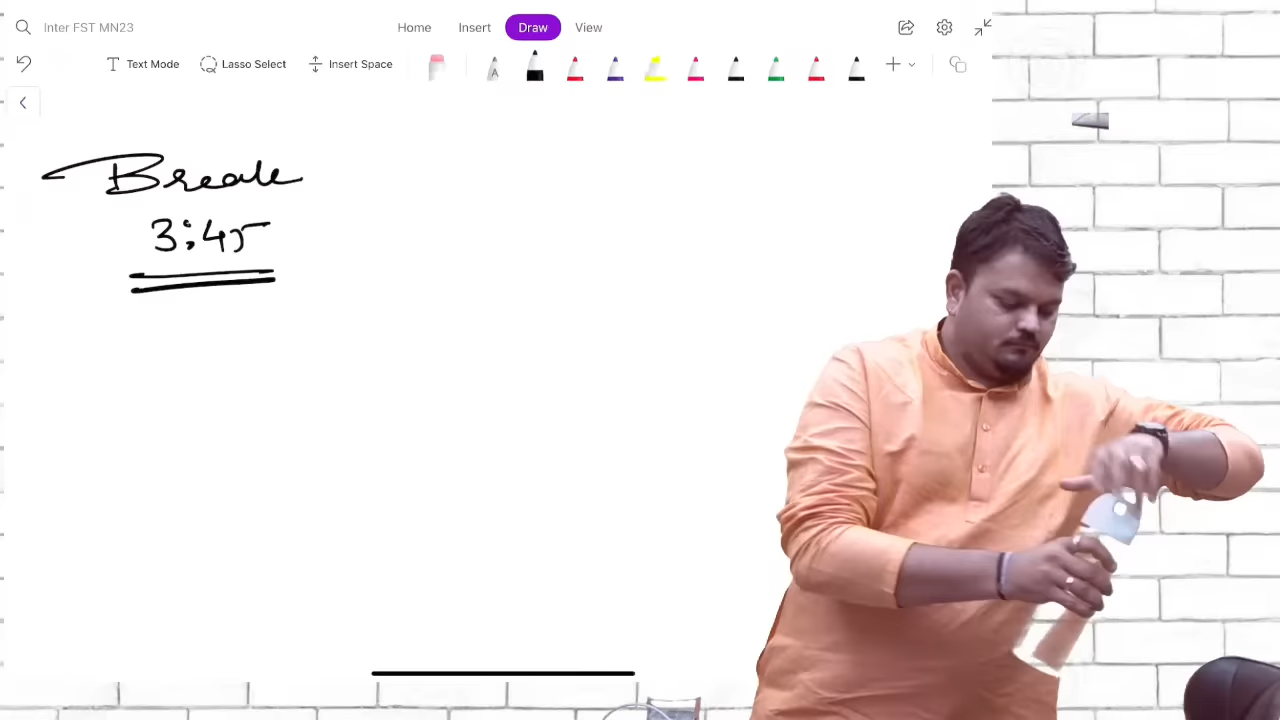 Inter FST MN23
Home Insert Draw View
Text Mode Lasso Select Insert Space
A
Break
3:45